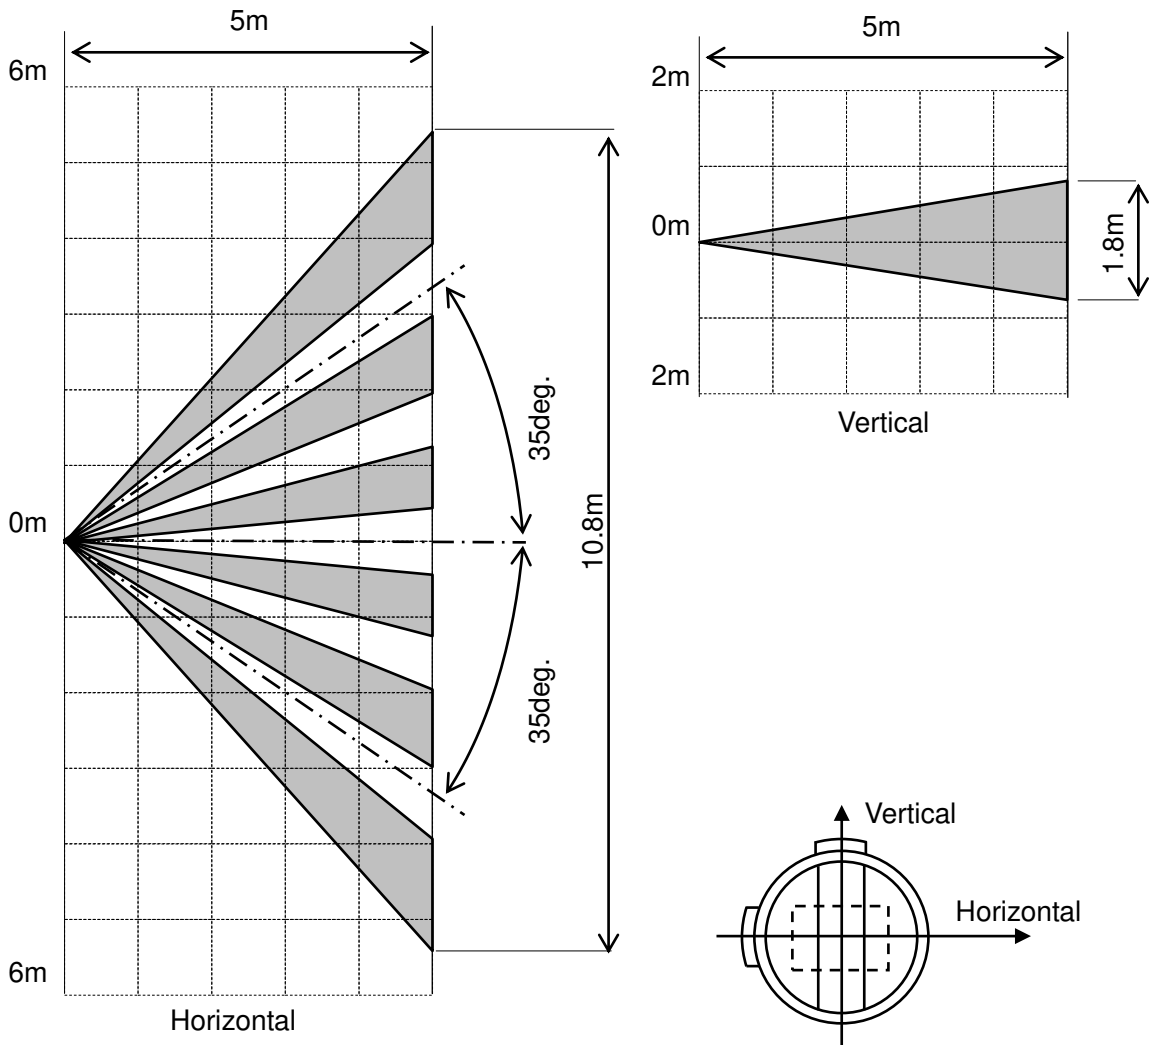 5m
6m
0m
6m
35deg.
35deg.
10.8m
Horizontal
5m
2m
0m
2m
1.8m
Vertical
Vertical
Horizontal